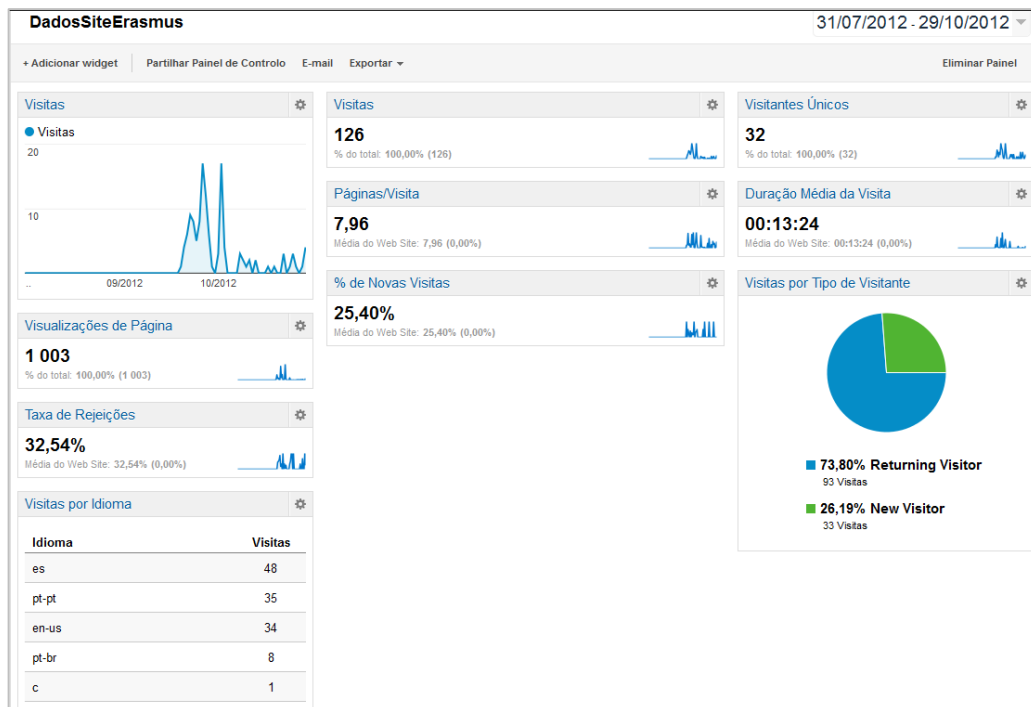 DadosSiteErasmus
31/07/2012 - 29/10/2012
+ Adicionar widget
Partilhar Painel de Controlo
E-mail
Exportar
Eliminar Painel
Visitas
Visitas
20
10
..
09/2012
10/2012
Visualizações de Página
1 003
% do total: 100,00% (1 003)
Taxa de Rejeições
32,54%
Média do Web Site: 32,54% (0,00%)
Visitas por Idioma
Idioma Visitas
es 48
pt-pt 35
en-us 34
pt-br 8
c 1
Visitas
126
% do total: 100,00% (126)
Páginas/Visita
7,96
Média do Web Site: 7,96 (0,00%)
% de Novas Visitas
25,40%
Média do Web Site: 25,40% (0,00%)
Visitantes Únicos
32
% do total: 100,00% (32)
Duração Média da Visita
00:13:24
Média do Web Site: 00:13:24 (0,00%)
Visitas por Tipo de Visitante
73,80% Returning Visitor
93 Visitas
26,19% New Visitor
33 Visitas